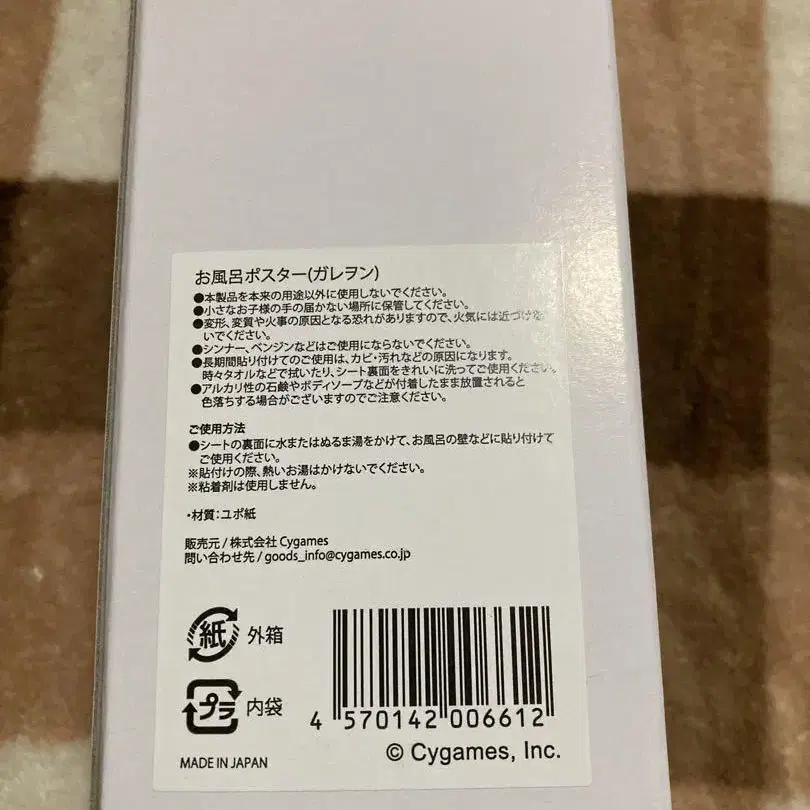 お風呂ポスター(ガレヲン)
●本製品を本来の用途以外に使用しないでください。
●小さなお子様の手の届かない場所に保管してください。
●変形、変質や火事の原因となる恐れがありますので、火気には近づけな
いでください。
●シンナー、ベンジンなどはご使用にならないでください。
●長期間貼り付けてのご使用は、カビ・汚れなどの原因になります。
時々タオルなどで拭いたり、シート裏面をきれいに洗ってご使用ください。
●アルカリ性の石鹸やボディソープなどが付着したまま放置されると
色落ちする場合がございますのでご注意ください。
ご使用方法
●シートの裏面に水またはぬるま湯をかけて、お風呂の壁などに貼り付けて
ご使用ください。
※貼付けの際、熱いお湯はかけないでください。
※粘着剤は使用しません。
・材質：ユポ紙
販売元 / 株式会社 Cygames
問い合わせ先 / goods_info@cygames.co.jp
紙 外箱
プラ 内袋
4 570142 006612
MADE IN JAPAN
© Cygames, Inc.